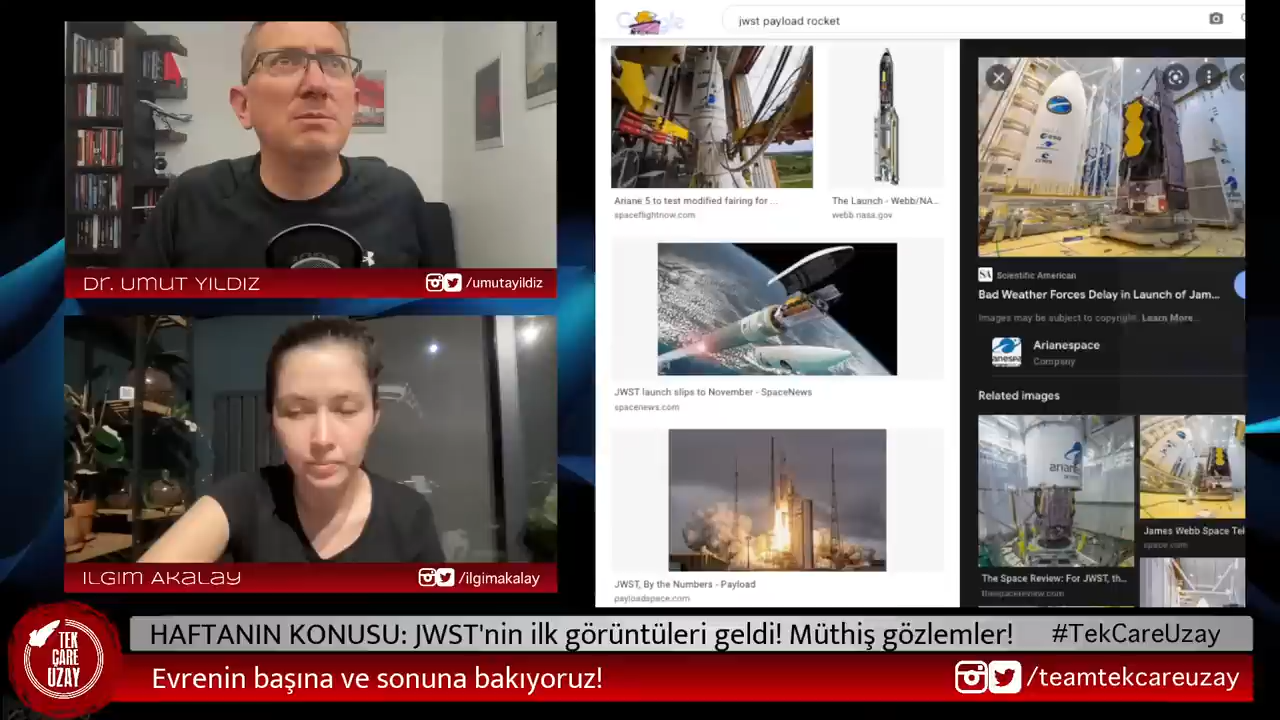 DR. UMUT YILDIZ
/umutayildiz
ILGIM AKALAY
/ilgimakalay
jwst payload rocket
Ariane 5 to test modified fairing for ...
spaceflightnow.com
The Launch - Webb/NA...
webb.nasa.gov
JWST launch slips to November - SpaceNews
spacenews.com
JWST, By the Numbers - Payload
payloadspace.com
SA Scientific American
Bad Weather Forces Delay in Launch of Jam...
Images may be subject to copyright. Learn More...
Arianespace
Company
Related images
The Space Review: For JWST, th...
thespacereview.com
James Webb Space Tel
space.com
TEK
ÇARE
UZAY
HAFTANIN KONUSU: JWST'nin ilk görüntüleri geldi! Müthiş gözlemler!
#TekCareUzay
Evrenin başına ve sonuna bakıyoruz!
/teamtekcareuzay